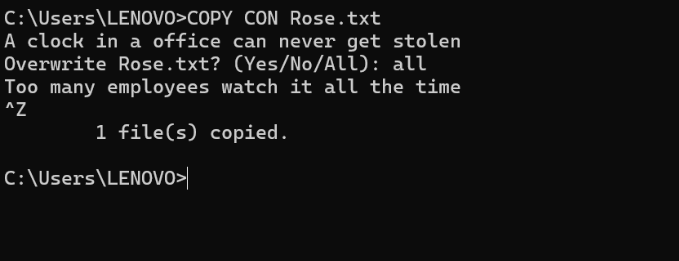 C:\Users\LENOVO>COPY CON Rose.txt
A clock in a office can never get stolen
Overwrite Rose.txt? (Yes/No/All): all
Too many employees watch it all the time
^Z
        1 file(s) copied.
C:\Users\LENOVO>